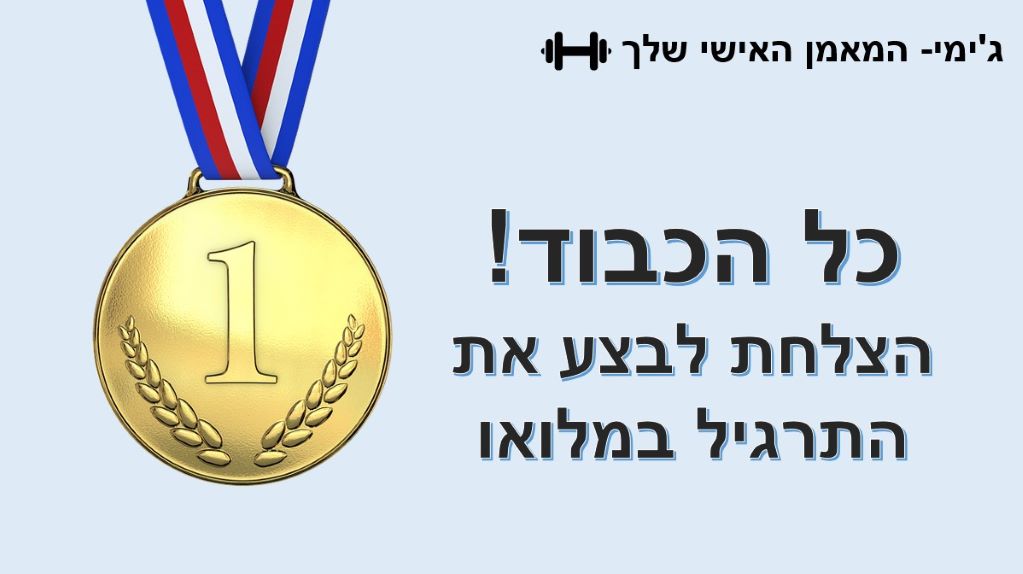 ג'ימי- המאמן האישי שלך
כל הכבוד!
הצלחת לבצע את
התרגיל במלואו
1